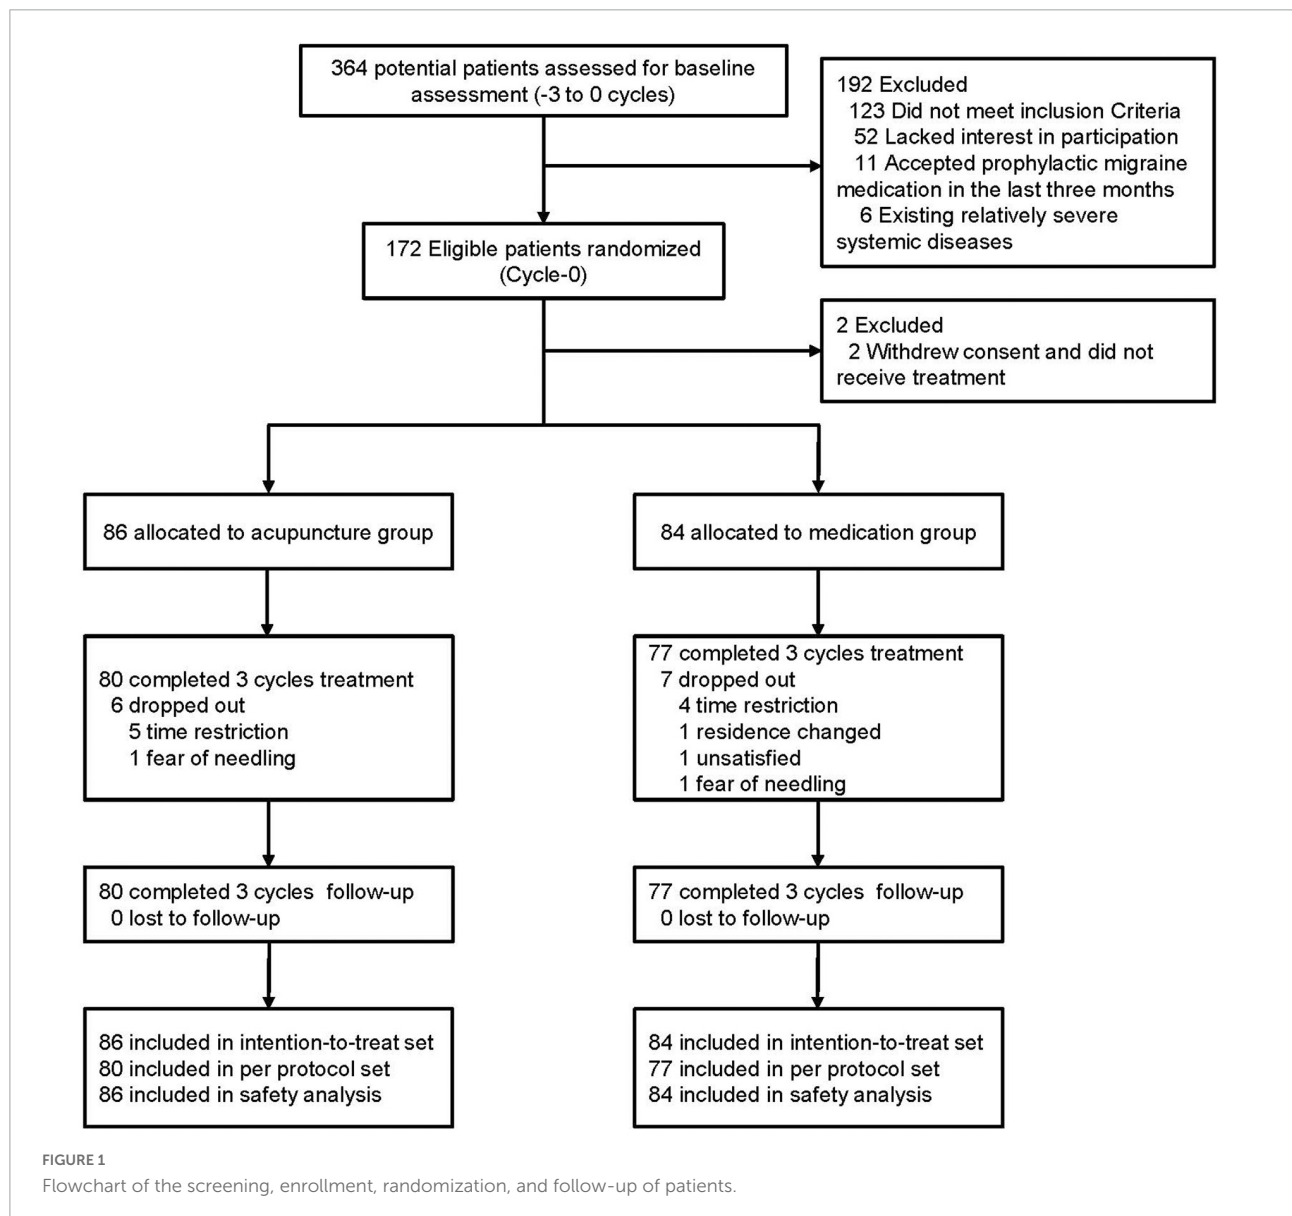 364 potential patients assessed for baseline
assessment (-3 to 0 cycles)
192 Excluded
123 Did not meet inclusion Criteria
52 Lacked interest in participation
11 Accepted prophylactic migraine
medication in the last three months
6 Existing relatively severe
systemic diseases
172 Eligible patients randomized
(Cycle-0)
2 Excluded
2 Withdrew consent and did not
receive treatment
86 allocated to acupuncture group
84 allocated to medication group
80 completed 3 cycles treatment
6 dropped out
5 time restriction
1 fear of needling
77 completed 3 cycles treatment
7 dropped out
4 time restriction
1 residence changed
1 unsatisfied
1 fear of needling
80 completed 3 cycles follow-up
0 lost to follow-up
77 completed 3 cycles follow-up
0 lost to follow-up
86 included in intention-to-treat set
80 included in per protocol set
86 included in safety analysis
84 included in intention-to-treat set
77 included in per protocol set
84 included in safety analysis
FIGURE 1
Flowchart of the screening, enrollment, randomization, and follow-up of patients.